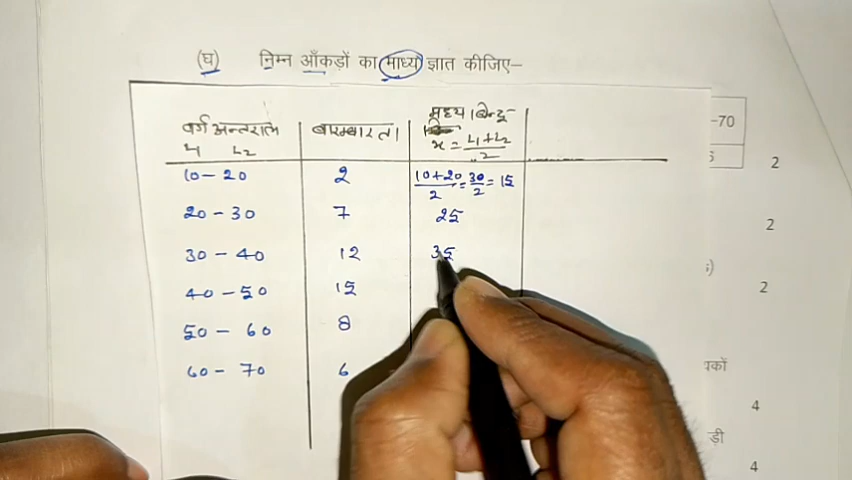 (घ) निम्न आँकड़ों का माध्य ज्ञात कीजिए–
वर्ग अन्तराल बारम्बारता मध्य बिन्दु
L1 L2 x = L1+L2/2
10 – 20 2 10+20/2 = 30/2 = 15
20 – 30 7 25
30 – 40 12 35
40 – 50 15
50 – 60 8
60 – 70 6
–70
2
2
2
4
4